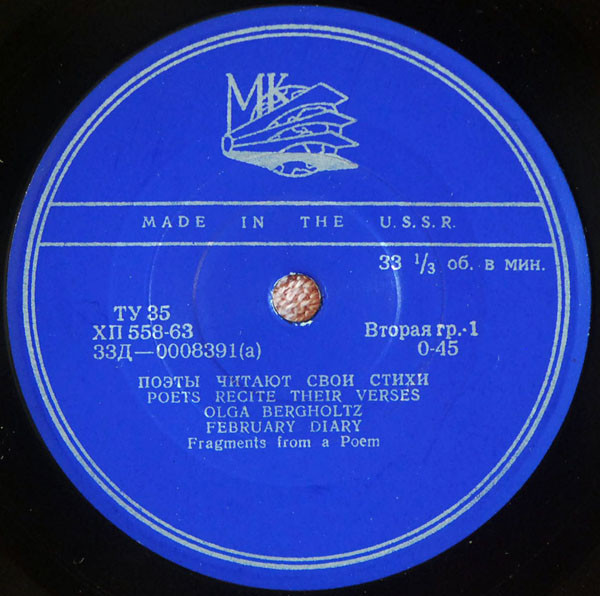 МК
MADE IN THE U.S.S.R.
33 1/3 об. в мин.
ТУ 35
ХП 558-63
33Д—0008391(а)
Вторая гр.-1
0-45
ПОЭТЫ ЧИТАЮТ СВОИ СТИХИ
POETS RECITE THEIR VERSES
OLGA BERGHOLTZ
FEBRUARY DIARY
Fragments from a Poem